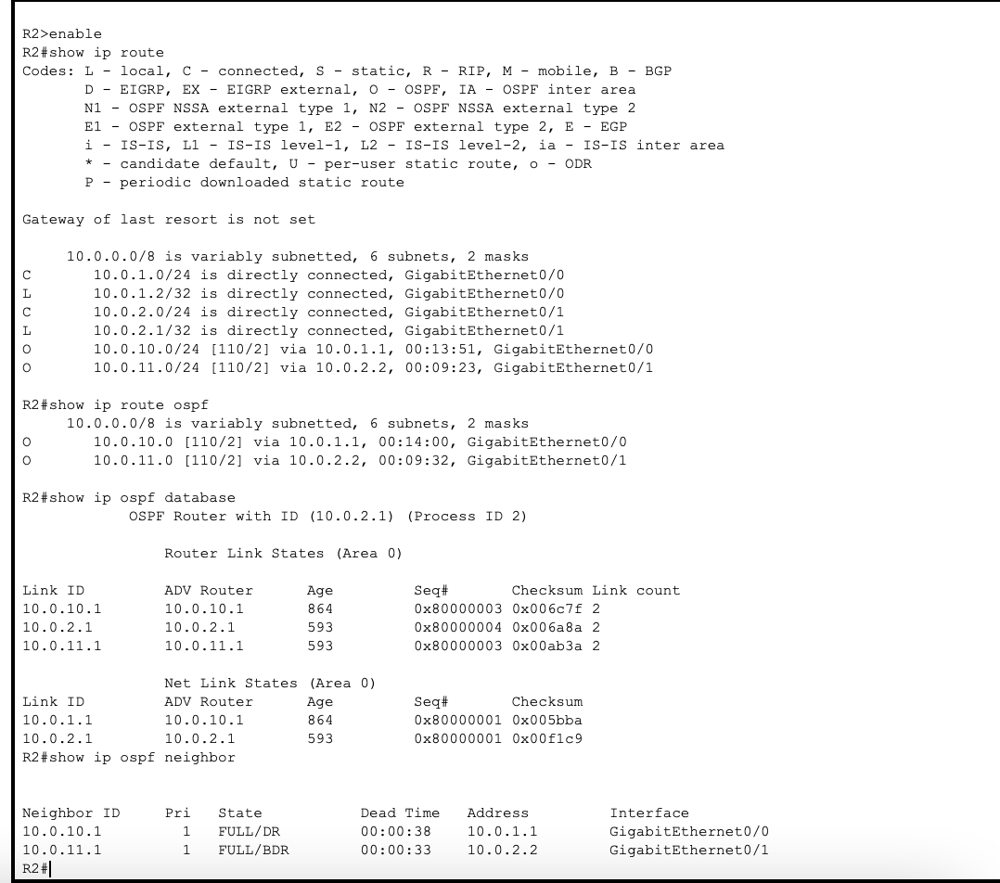 R2>enable
R2#show ip route
Codes: L - local, C - connected, S - static, R - RIP, M - mobile, B - BGP
       D - EIGRP, EX - EIGRP external, O - OSPF, IA - OSPF inter area
       N1 - OSPF NSSA external type 1, N2 - OSPF NSSA external type 2
       E1 - OSPF external type 1, E2 - OSPF external type 2, E - EGP
       i - IS-IS, L1 - IS-IS level-1, L2 - IS-IS level-2, ia - IS-IS inter area
       * - candidate default, U - per-user static route, o - ODR
       P - periodic downloaded static route
Gateway of last resort is not set
     10.0.0.0/8 is variably subnetted, 6 subnets, 2 masks
C       10.0.1.0/24 is directly connected, GigabitEthernet0/0
L       10.0.1.2/32 is directly connected, GigabitEthernet0/0
C       10.0.2.0/24 is directly connected, GigabitEthernet0/1
L       10.0.2.1/32 is directly connected, GigabitEthernet0/1
O       10.0.10.0/24 [110/2] via 10.0.1.1, 00:13:51, GigabitEthernet0/0
O       10.0.11.0/24 [110/2] via 10.0.2.2, 00:09:23, GigabitEthernet0/1
R2#show ip route ospf
     10.0.0.0/8 is variably subnetted, 6 subnets, 2 masks
O       10.0.10.0 [110/2] via 10.0.1.1, 00:14:00, GigabitEthernet0/0
O       10.0.11.0 [110/2] via 10.0.2.2, 00:09:32, GigabitEthernet0/1
R2#show ip ospf database
            OSPF Router with ID (10.0.2.1) (Process ID 2)
                Router Link States (Area 0)
Link ID         ADV Router      Age         Seq#       Checksum Link count
10.0.10.1       10.0.10.1       864         0x80000003 0x006c7f 2
10.0.2.1        10.0.2.1        593         0x80000004 0x006a8a 2
10.0.11.1       10.0.11.1       593         0x80000003 0x00ab3a 2
                Net Link States (Area 0)
Link ID         ADV Router      Age         Seq#       Checksum
10.0.1.1        10.0.10.1       864         0x80000001 0x005bba
10.0.2.1        10.0.2.1        593         0x80000001 0x00f1c9
R2#show ip ospf neighbor
Neighbor ID     Pri   State           Dead Time   Address         Interface
10.0.10.1         1   FULL/DR         00:00:38    10.0.1.1        GigabitEthernet0/0
10.0.11.1         1   FULL/BDR        00:00:33    10.0.2.2        GigabitEthernet0/1
R2#